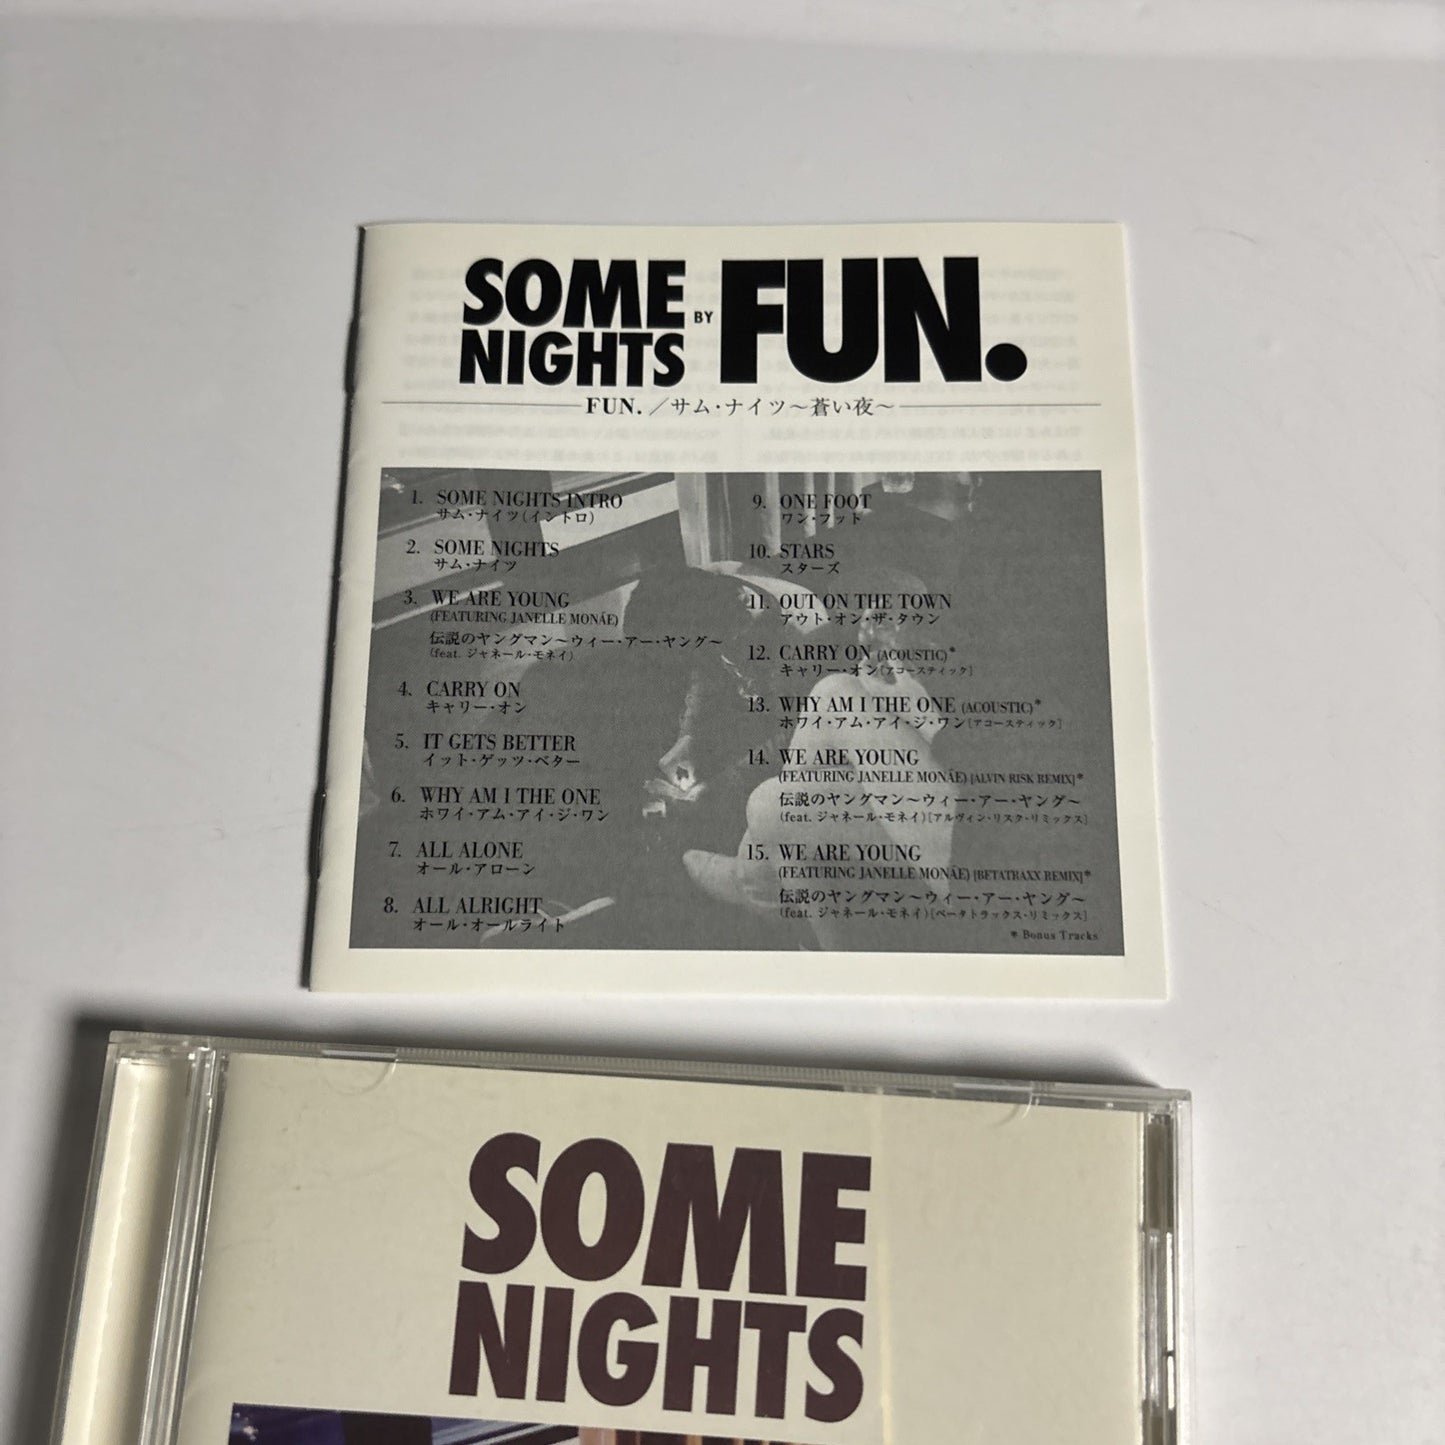 SOME
NIGHTS
BY
FUN.
FUN.／サム・ナイツ〜蒼い夜〜
1. SOME NIGHTS INTRO
サム・ナイツ(イントロ)
2. SOME NIGHTS
サム・ナイツ
3. WE ARE YOUNG
(FEATURING JANELLE MONÁE)
伝説のヤングマン〜ウィー・アー・ヤング〜
(feat. ジャネール・モネイ)
4. CARRY ON
キャリー・オン
5. IT GETS BETTER
イット・ゲッツ・ベター
6. WHY AM I THE ONE
ホワイ・アム・アイ・ジ・ワン
7. ALL ALONE
オール・アローン
8. ALL ALRIGHT
オール・オールライト
9. ONE FOOT
ワン・フット
10. STARS
スターズ
11. OUT ON THE TOWN
アウト・オン・ザ・タウン
12. CARRY ON (ACOUSTIC)*
キャリー・オン[アコースティック]
13. WHY AM I THE ONE (ACOUSTIC)*
ホワイ・アム・アイ・ジ・ワン[アコースティック]
14. WE ARE YOUNG
(FEATURING JANELLE MONÁE) [ALVIN RISK REMIX]*
伝説のヤングマン〜ウィー・アー・ヤング〜
(feat. ジャネール・モネイ)[アルヴィン・リスク・リミックス]
15. WE ARE YOUNG
(FEATURING JANELLE MONÁE) [BETATRAXX REMIX]*
伝説のヤングマン〜ウィー・アー・ヤング〜
(feat. ジャネール・モネイ)[ベータトラックス・リミックス]
* Bonus Tracks
SOME
NIGHTS